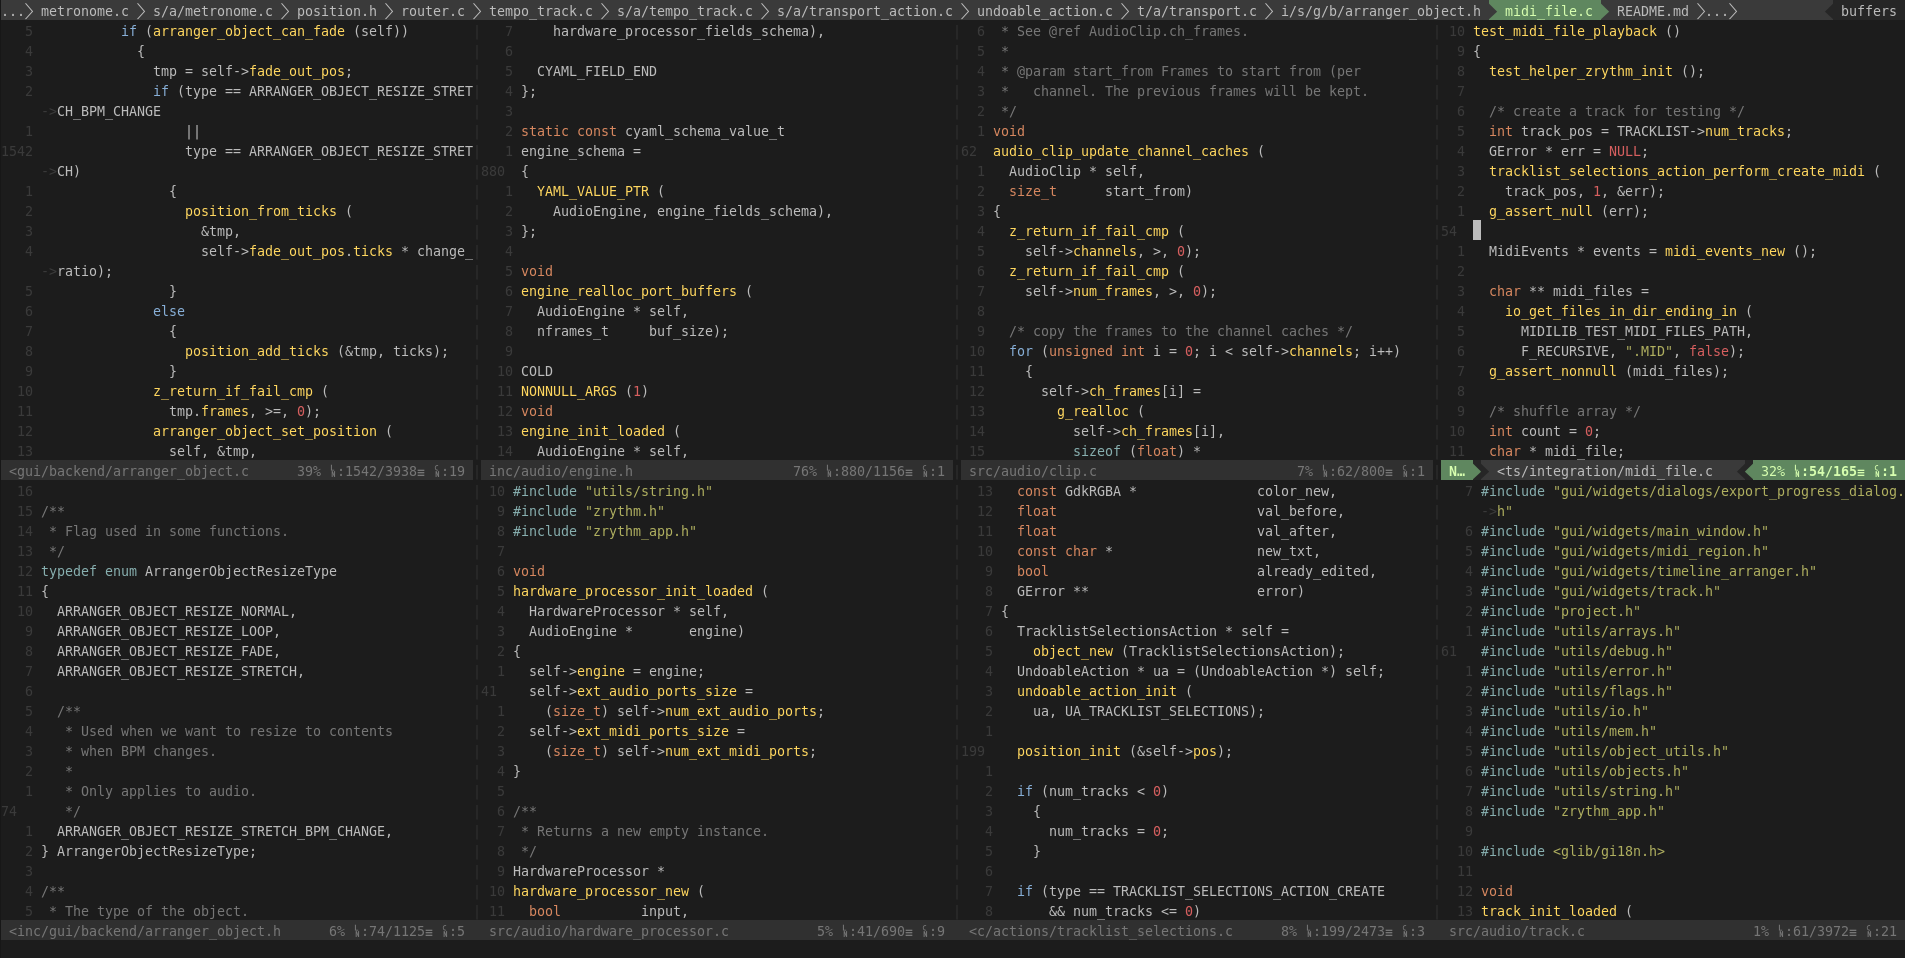 ...> metronome.c > s/a/metronome.c > position.h > router.c > tempo_track.c > s/a/tempo_track.c > s/a/transport_action.c > undoable_action.c > t/a/transport.c > i/s/g/b/arranger_object.h midi_file.c README.md >...> buffers
5 if (arranger_object_can_fade (self))
4 {
3 tmp = self->fade_out_pos;
2 if (type == ARRANGER_OBJECT_RESIZE_STRET
->CH_BPM_CHANGE
1 ||
1542 type == ARRANGER_OBJECT_RESIZE_STRET
->CH)
1 {
2 position_from_ticks (
3 &tmp,
4 self->fade_out_pos.ticks * change_
->ratio);
5 }
6 else
7 {
8 position_add_ticks (&tmp, ticks);
9 }
10 z_return_if_fail_cmp (
11 tmp.frames, >=, 0);
12 arranger_object_set_position (
13 self, &tmp,
<gui/backend/arranger_object.c 39% :1542/3938≡ :19
7 hardware_processor_fields_schema),
6
5 CYAML_FIELD_END
4 };
3
2 static const cyaml_schema_value_t
1 engine_schema =
880 {
1 YAML_VALUE_PTR (
2 AudioEngine, engine_fields_schema),
3 };
4
5 void
6 engine_realloc_port_buffers (
7 AudioEngine * self,
8 nframes_t buf_size);
9
10 COLD
11 NONNULL_ARGS (1)
12 void
13 engine_init_loaded (
14 AudioEngine * self,
inc/audio/engine.h 76% :880/1156≡ :1
6 * See @ref AudioClip.ch_frames.
5 *
4 * @param start_from Frames to start from (per
3 * channel. The previous frames will be kept.
2 */
1 void
62 audio_clip_update_channel_caches (
1 AudioClip * self,
2 size_t start_from)
3 {
4 z_return_if_fail_cmp (
5 self->channels, >, 0);
6 z_return_if_fail_cmp (
7 self->num_frames, >, 0);
8
9 /* copy the frames to the channel caches */
10 for (unsigned int i = 0; i < self->channels; i++)
11 {
12 self->ch_frames[i] =
13 g_realloc (
14 self->ch_frames[i],
15 sizeof (float) *
src/audio/clip.c 7% :62/800≡ :1
10 test_midi_file_playback ()
9 {
8 test_helper_zrythm_init ();
7
6 /* create a track for testing */
5 int track_pos = TRACKLIST->num_tracks;
4 GError * err = NULL;
3 tracklist_selections_action_perform_create_midi (
2 track_pos, 1, &err);
1 g_assert_null (err);
54
1 MidiEvents * events = midi_events_new ();
2
3 char ** midi_files =
4 io_get_files_in_dir_ending_in (
5 MIDILIB_TEST_MIDI_FILES_PATH,
6 F_RECURSIVE, ".MID", false);
7 g_assert_nonnull (midi_files);
8
9 /* shuffle array */
10 int count = 0;
11 char * midi_file;
N… <ts/integration/midi_file.c 32% :54/165≡ :1
16
15 /**
14 * Flag used in some functions.
13 */
12 typedef enum ArrangerObjectResizeType
11 {
10 ARRANGER_OBJECT_RESIZE_NORMAL,
9 ARRANGER_OBJECT_RESIZE_LOOP,
8 ARRANGER_OBJECT_RESIZE_FADE,
7 ARRANGER_OBJECT_RESIZE_STRETCH,
6
5 /**
4 * Used when we want to resize to contents
3 * when BPM changes.
2 *
1 * Only applies to audio.
74 */
1 ARRANGER_OBJECT_RESIZE_STRETCH_BPM_CHANGE,
2 } ArrangerObjectResizeType;
3
4 /**
5 * The type of the object.
<inc/gui/backend/arranger_object.h 6% :74/1125≡ :5
10 #include "utils/string.h"
9 #include "zrythm.h"
8 #include "zrythm_app.h"
7
6 void
5 hardware_processor_init_loaded (
4 HardwareProcessor * self,
3 AudioEngine * engine)
2 {
1 self->engine = engine;
41 self->ext_audio_ports_size =
1 (size_t) self->num_ext_audio_ports;
2 self->ext_midi_ports_size =
3 (size_t) self->num_ext_midi_ports;
4 }
5
6 /**
7 * Returns a new empty instance.
8 */
9 HardwareProcessor *
10 hardware_processor_new (
11 bool input,
src/audio/hardware_processor.c 5% :41/690≡ :9
13 const GdkRGBA * color_new,
12 float val_before,
11 float val_after,
10 const char * new_txt,
9 bool already_edited,
8 GError ** error)
7 {
6 TracklistSelectionsAction * self =
5 object_new (TracklistSelectionsAction);
4 UndoableAction * ua = (UndoableAction *) self;
3 undoable_action_init (
2 ua, UA_TRACKLIST_SELECTIONS);
1
199 position_init (&self->pos);
1
2 if (num_tracks < 0)
3 {
4 num_tracks = 0;
5 }
6
7 if (type == TRACKLIST_SELECTIONS_ACTION_CREATE
8 && num_tracks <= 0)
<c/actions/tracklist_selections.c 8% :199/2473≡ :3
7 #include "gui/widgets/dialogs/export_progress_dialog.
->h"
6 #include "gui/widgets/main_window.h"
5 #include "gui/widgets/midi_region.h"
4 #include "gui/widgets/timeline_arranger.h"
3 #include "gui/widgets/track.h"
2 #include "project.h"
1 #include "utils/arrays.h"
61 #include "utils/debug.h"
1 #include "utils/error.h"
2 #include "utils/flags.h"
3 #include "utils/io.h"
4 #include "utils/mem.h"
5 #include "utils/object_utils.h"
6 #include "utils/objects.h"
7 #include "utils/string.h"
8 #include "zrythm_app.h"
9
10 #include <glib/gi18n.h>
11
12 void
13 track_init_loaded (
src/audio/track.c 1% :61/3972≡ :21